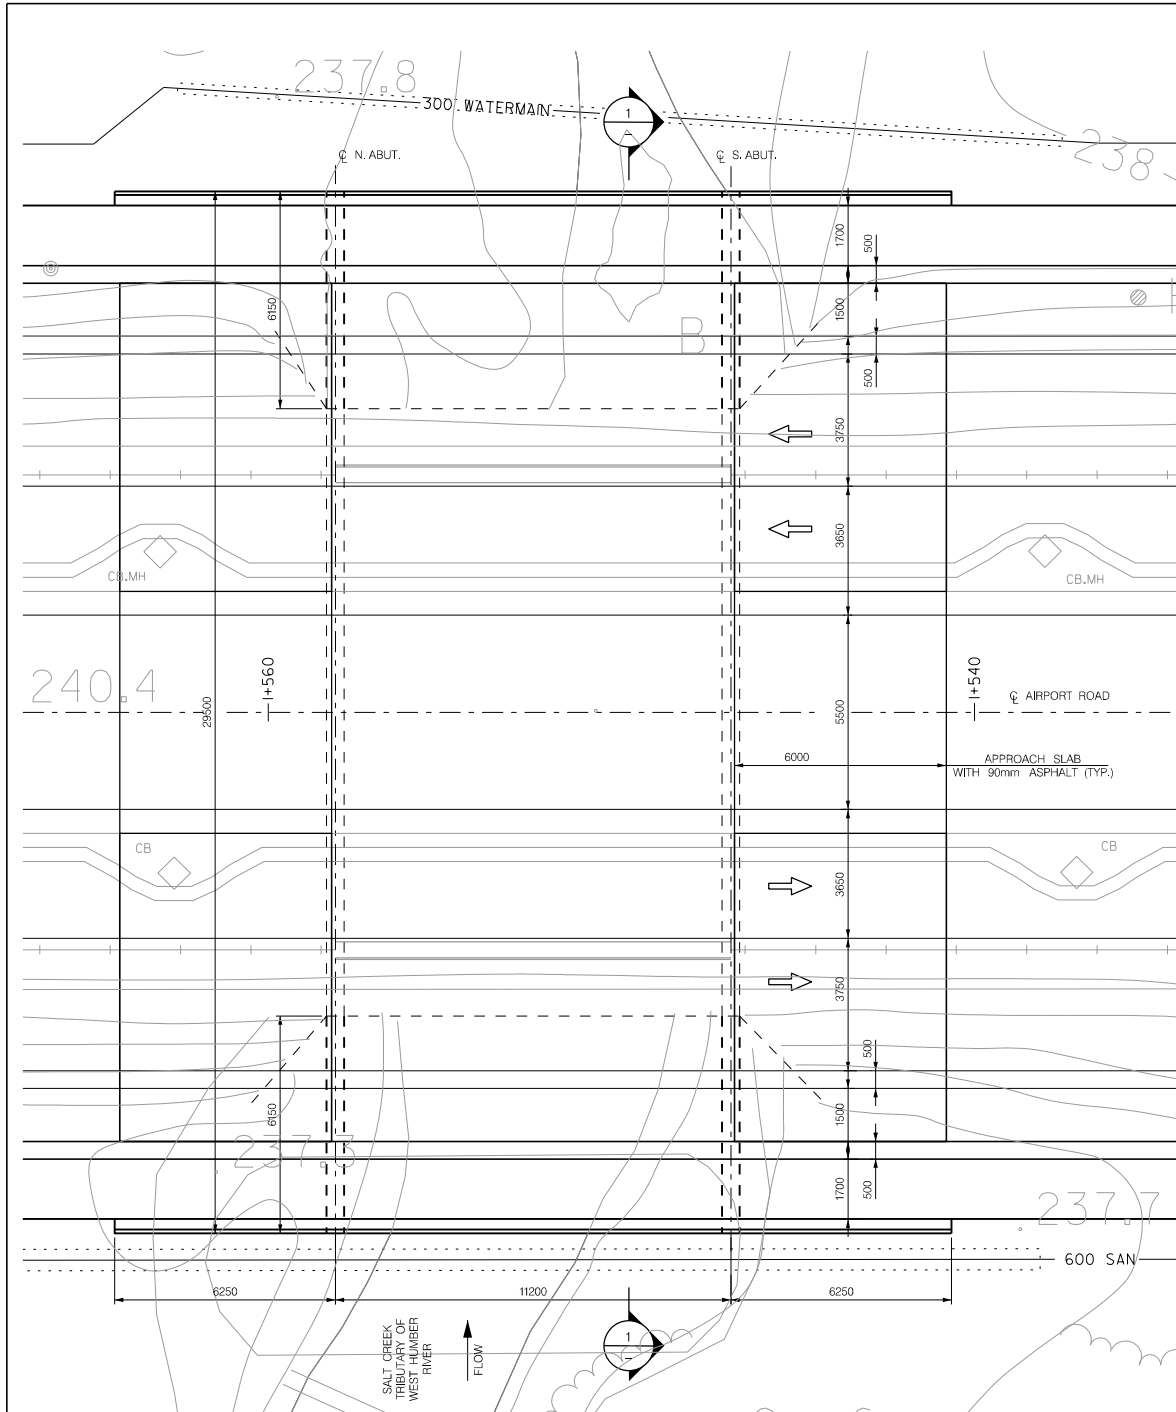 237.8
300 WATERMAIN
1
238
℄ N. ABUT.
℄ S. ABUT.
1700
500
6150
1500
B
500
3750
3650
CB.MH
CB.MH
240.4
1+560
1+540
℄ AIRPORT ROAD
29500
5500
6000
APPROACH SLAB
WITH 90mm ASPHALT (TYP.)
CB
CB
3650
3750
500
6150
1500
237.3
1700
500
237.7
600 SAN
6250
11200
6250
SALT CREEK
TRIBUTARY OF
WEST HUMBER
RIVER
FLOW
1